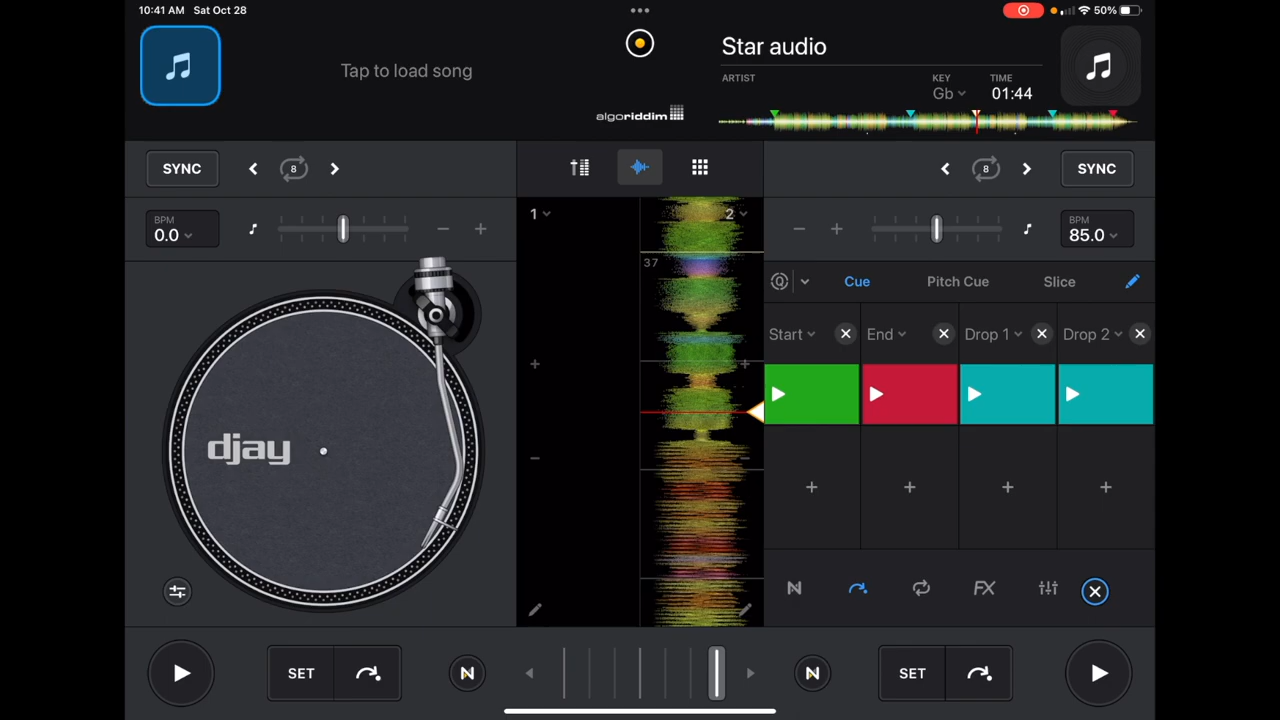 10:41 AM Sat Oct 28
50%
Tap to load song
algoriddim
Star audio
ARTIST
KEY
Gb
TIME
01:44
SYNC
8
8
SYNC
BPM
0.0
1
2
BPM
85.0
37
Cue
Pitch Cue
Slice
Start
End
Drop 1
Drop 2
djay
FX
SET
SET